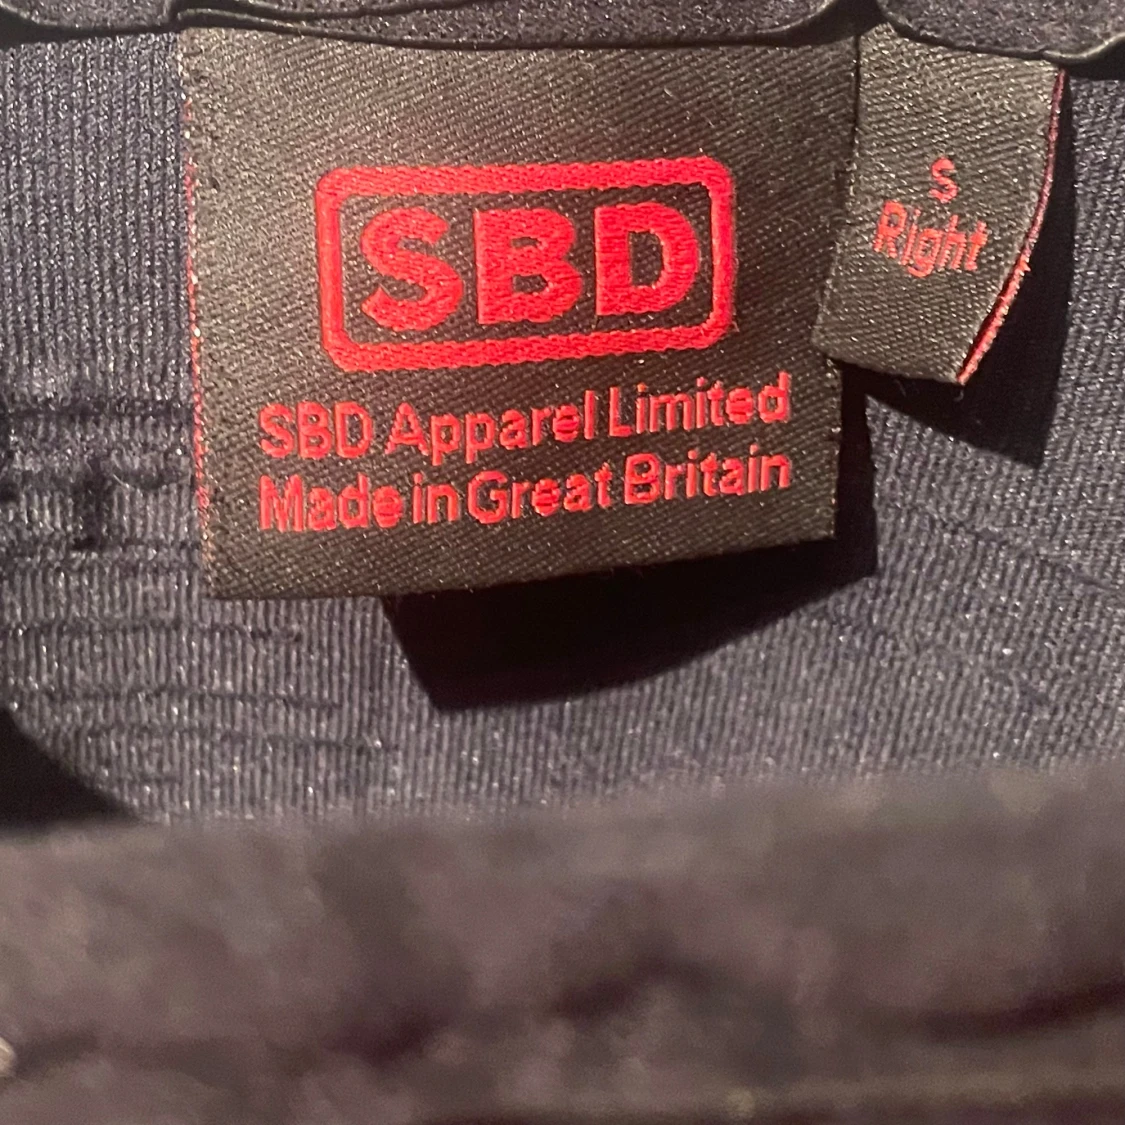 SBD
SBD Apparel Limited
Made in Great Britain
S
Right